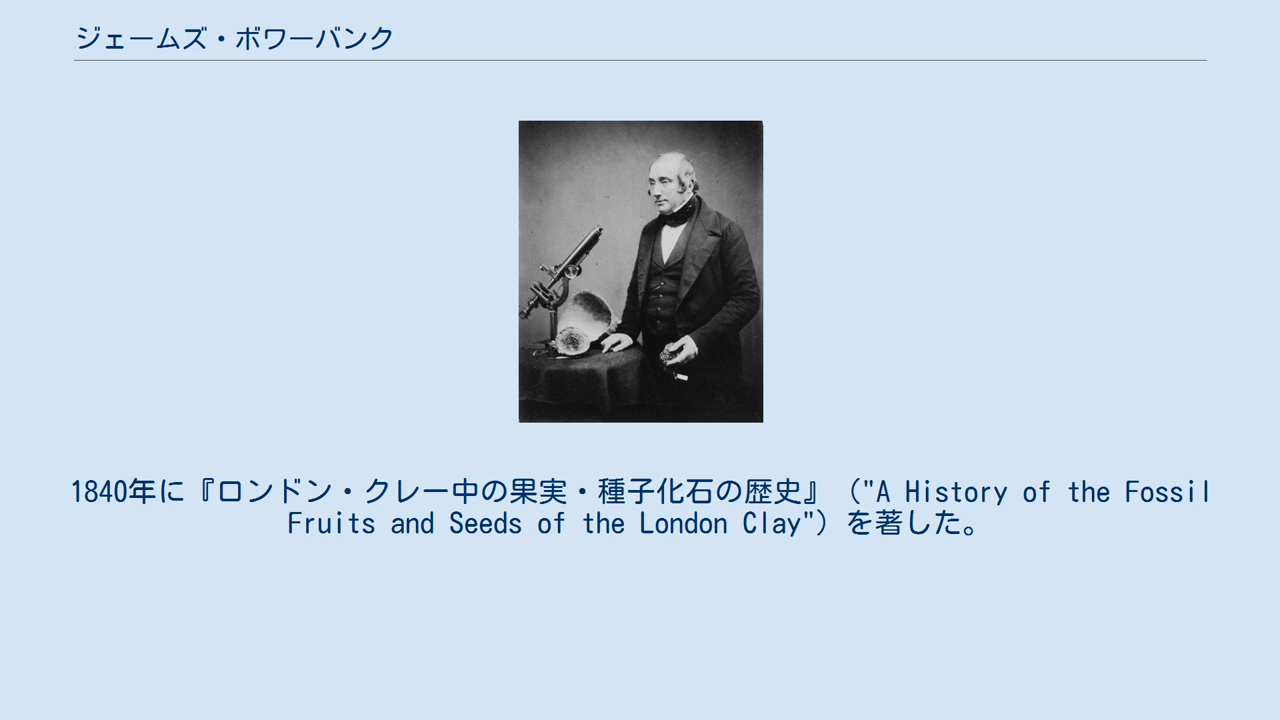 ジェームズ・ボワーバンク
1840年に『ロンドン・クレー中の果実・種子化石の歴史』（"A History of the Fossil
Fruits and Seeds of the London Clay"）を著した。